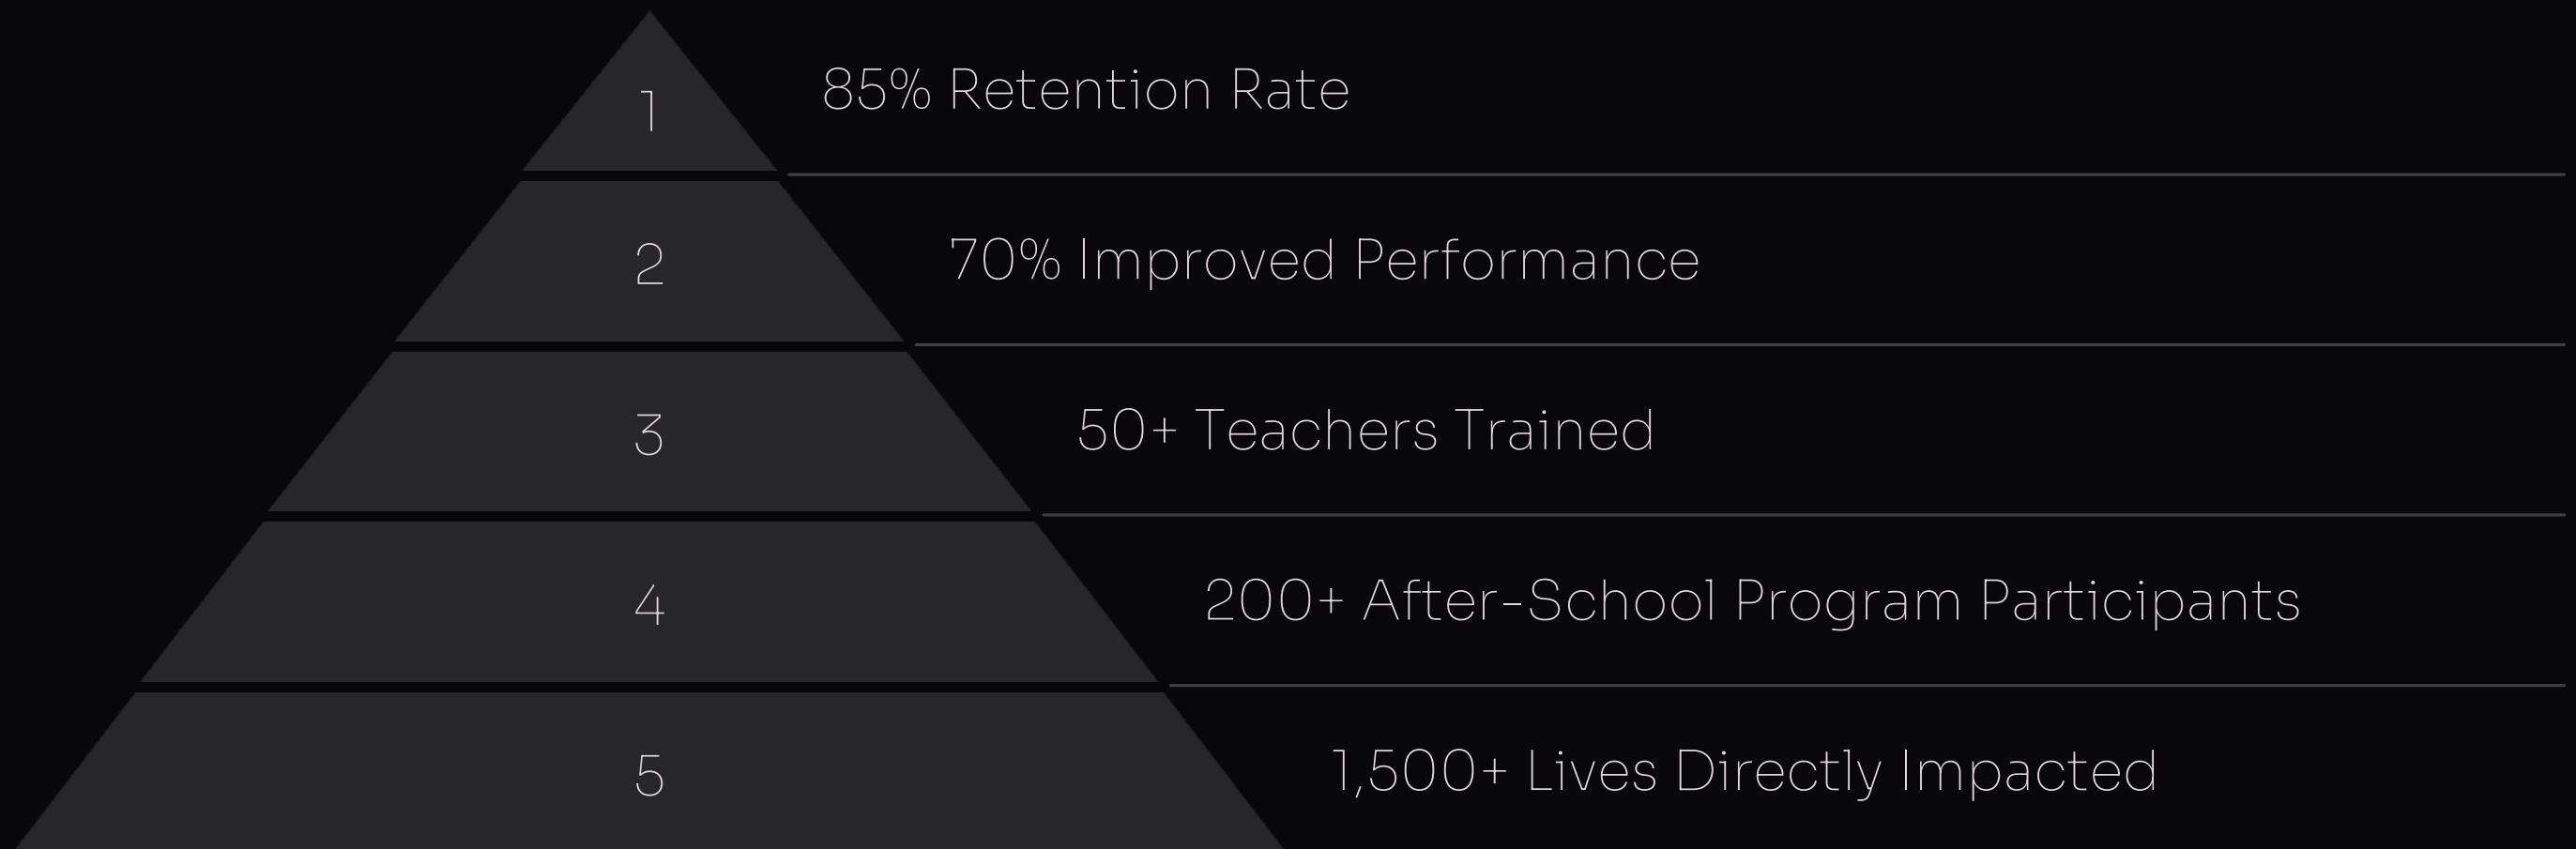 1
85% Retention Rate
2
70% Improved Performance
3
50+ Teachers Trained
4
200+ After-School Program Participants
5
1,500+ Lives Directly Impacted